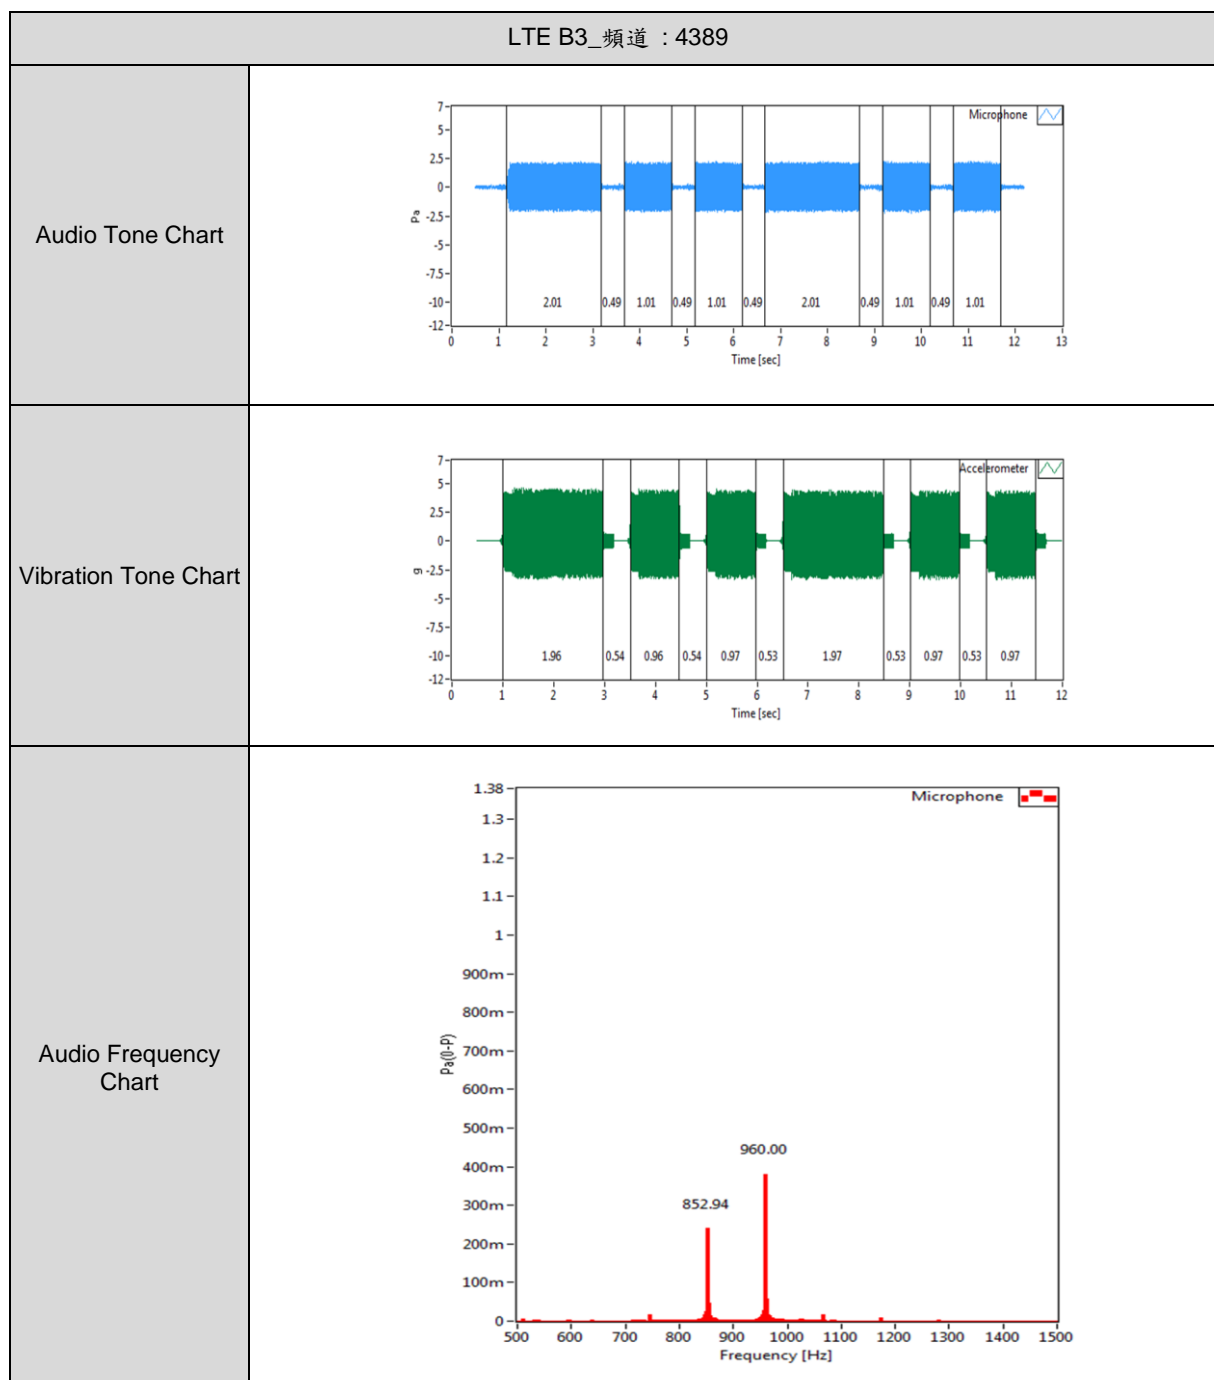 LTE B3_頻道 : 4389
Audio Tone Chart
Microphone
7
5
2.5
0
-2.5
-5
-7.5
-10
-12
Pa
2.01 0.49 1.01 0.49 1.01 0.49 2.01 0.49 1.01 0.49 1.01
0 1 2 3 4 5 6 7 8 9 10 11 12 13
Time [sec]
Vibration Tone Chart
Accelerometer
7
5
2.5
0
-2.5
-5
-7.5
-10
-12
g
1.96 0.54 0.96 0.54 0.97 0.53 1.97 0.53 0.97 0.53 0.97
0 1 2 3 4 5 6 7 8 9 10 11 12
Time [sec]
Audio Frequency
Chart
Microphone
1.38
1.3
1.2
1.1
1
900m
800m
700m
600m
500m
400m
300m
200m
100m
0
Pa(0-P)
960.00
852.94
500 600 700 800 900 1000 1100 1200 1300 1400 1500
Frequency [Hz]